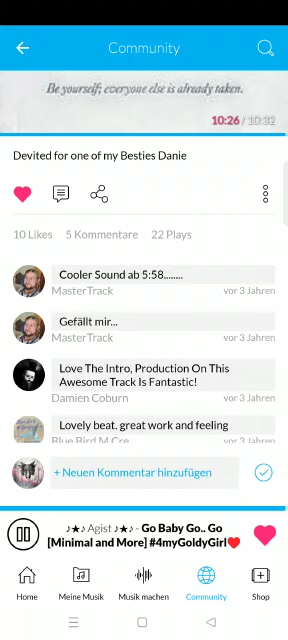 Community
Be yourself; everyone else is already taken.
10:26 / 10:32
Devited for one of my Besties Danie
10 Likes 5 Kommentare 22 Plays
Cooler Sound ab 5:58........
MasterTrack vor 3 Jahren
Gefällt mir...
MasterTrack vor 3 Jahren
Love The Intro, Production On This
Awesome Track Is Fantastic!
Damien Coburn vor 3 Jahren
Lovely beat. great work and feeling
Blue Bird M Cre vor 3 Jahren
+ Neuen Kommentar hinzufügen
♪★♪ Agist ♪★♪ - Go Baby Go.. Go
[Minimal and More] #4myGoldyGirl❤️
Home Meine Musik Musik machen Community Shop